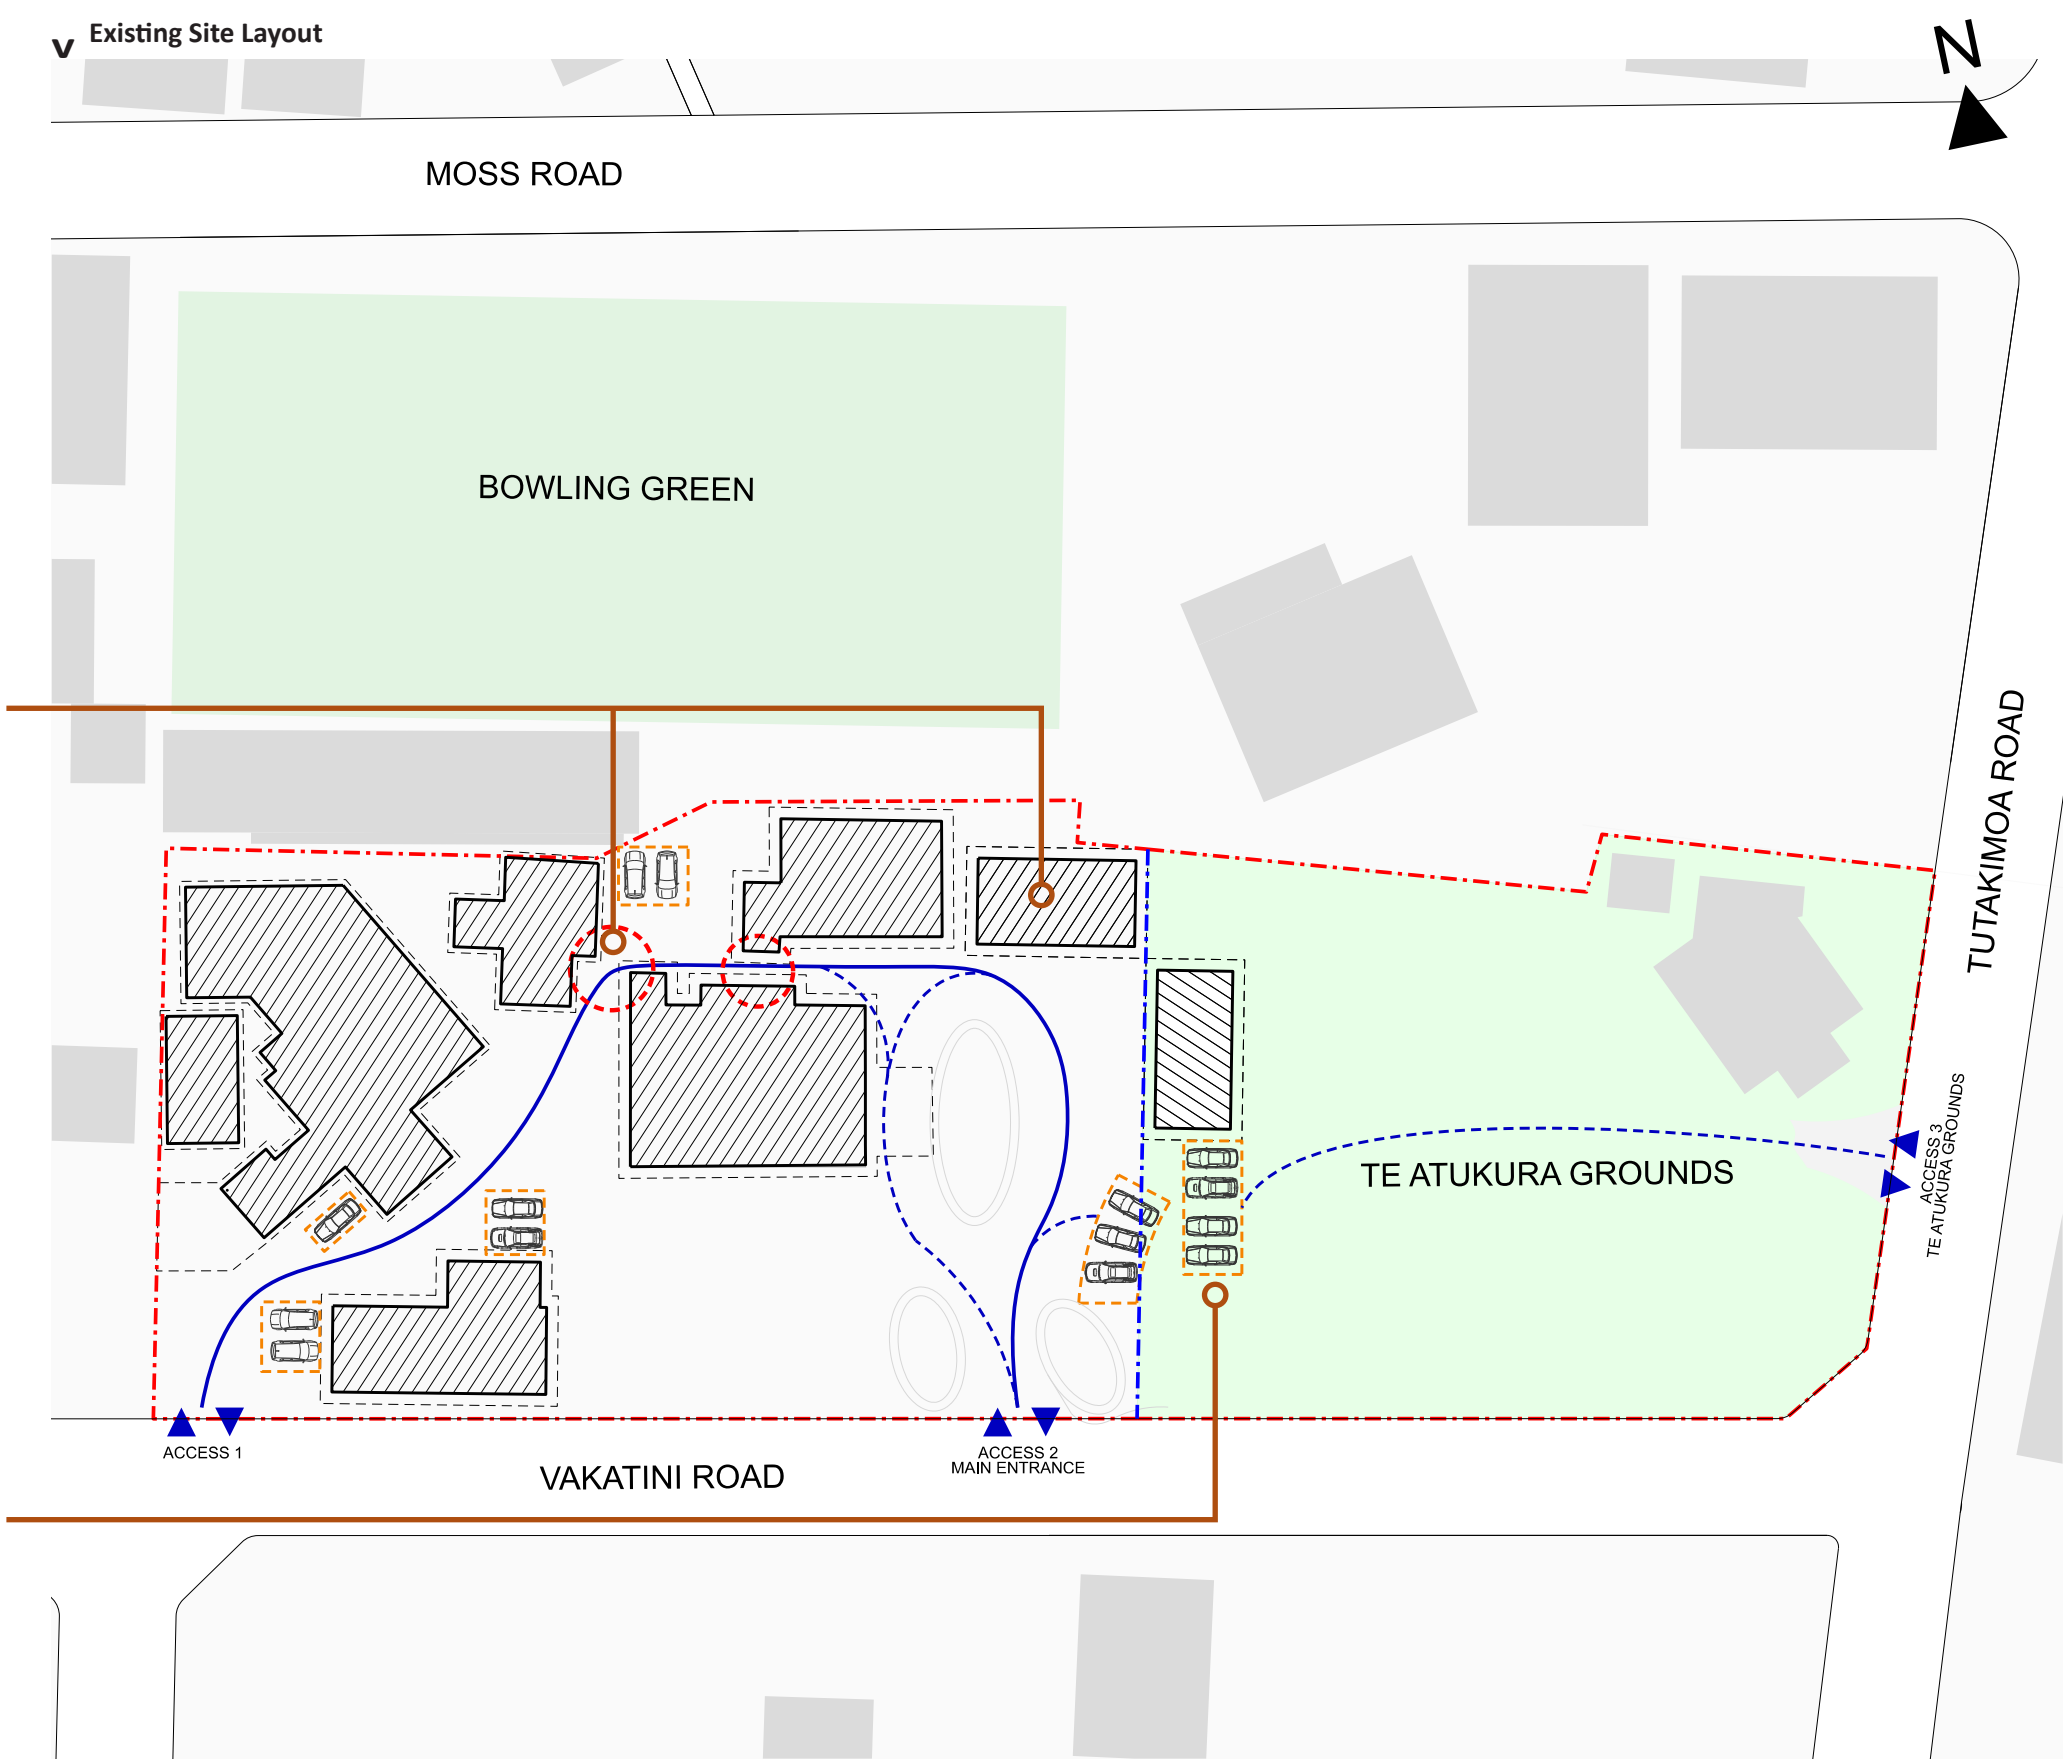 Existing Site Layout
v
N
MOSS ROAD
BOWLING GREEN
TUTAKIMOA ROAD
ACCESS 3
TE ATUKURA GROUNDS
TE ATUKURA GROUNDS
ACCESS 1
ACCESS 2
MAIN ENTRANCE
VAKATINI ROAD